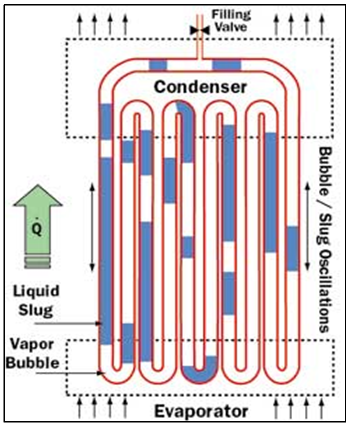 Filling
Valve
Condenser
Bubble / Slug Oscillations
Q̇
Liquid
Slug
Vapor
Bubble
Evaporator